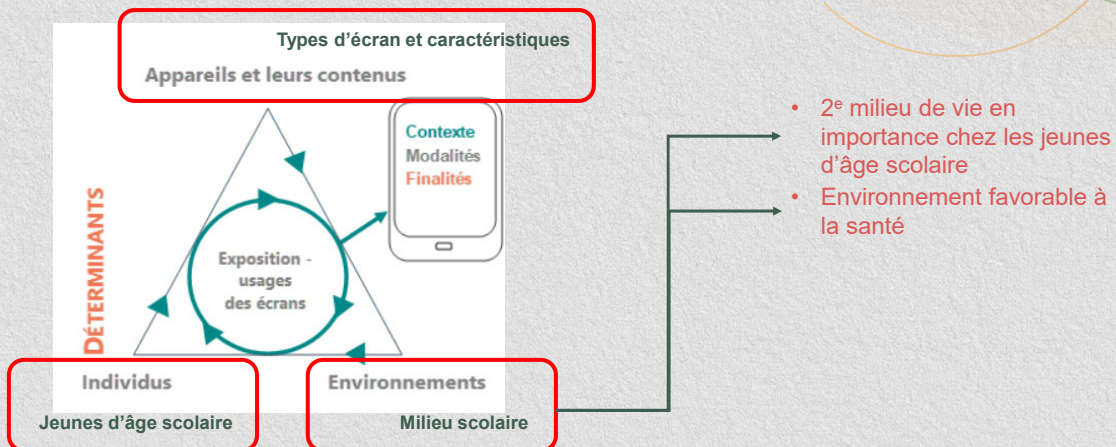 Types d'écran et caractéristiques
Appareils et leurs contenus
Contexte
Modalités
Finalités
DÉTERMINANTS
Exposition -
usages
des écrans
Individus
Environnements
Jeunes d'âge scolaire
Milieu scolaire
• 2e milieu de vie en
importance chez les jeunes
d'âge scolaire
• Environnement favorable à
la santé